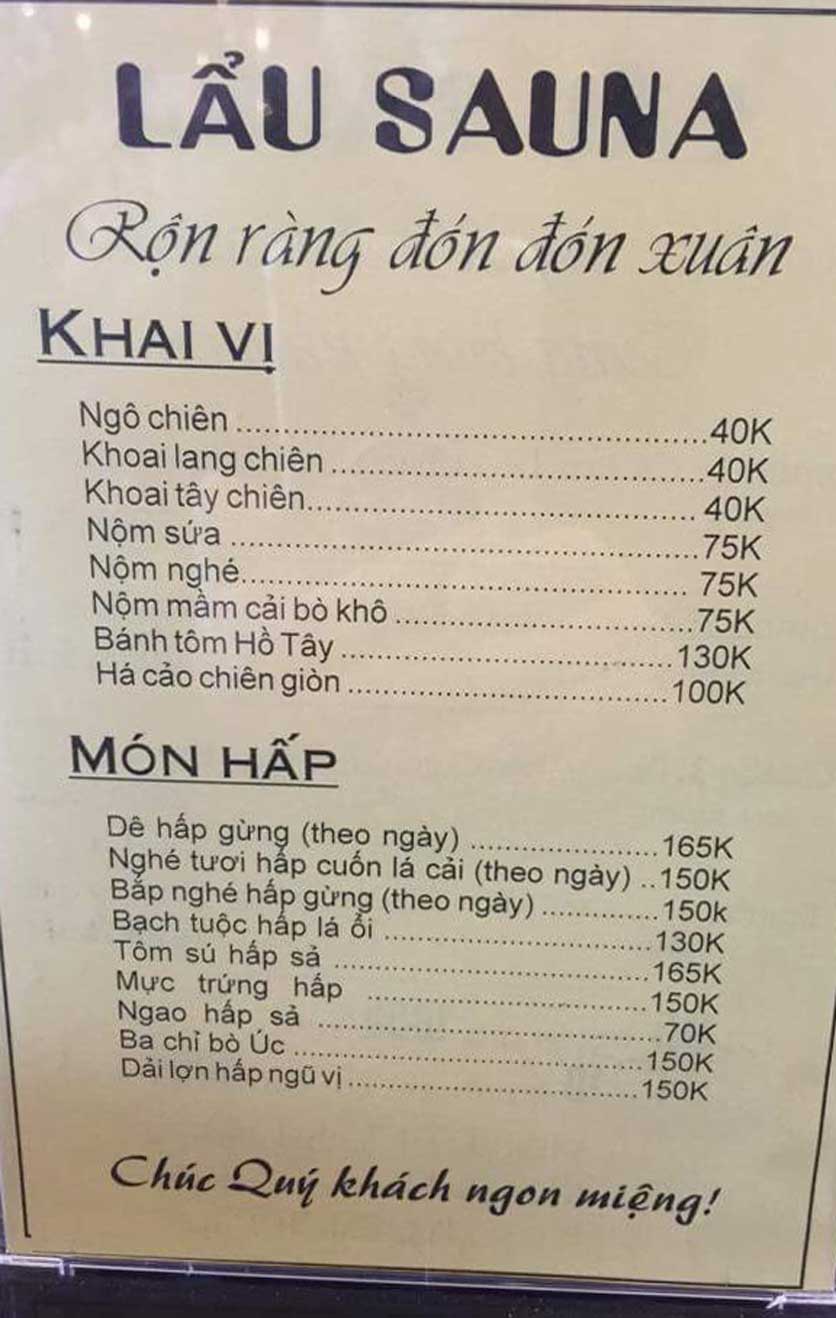 LẨU SAUNA
Rộn ràng đón đón xuân
KHAI VỊ
Ngô chiên ..................................................40K
Khoai lang chiên ........................................40K
Khoai tây chiên......................................... 40K
Nộm sứa ..................................................75K
Nộm nghé................................................ 75K
Nộm mầm cải bò khô ................................75K
Bánh tôm Hồ Tây ....................................130K
Há cảo chiên giòn ...................................100K
MÓN HẤP
Dê hấp gừng (theo ngày) ......................165K
Nghé tươi hấp cuốn lá cải (theo ngày) ..150K
Bắp nghé hấp gừng (theo ngày) .............150k
Bạch tuộc hấp lá ổi ................................130K
Tôm sú hấp sả .......................................165K
Mực trứng hấp ..................................150K
Ngao hấp sả ..........................................70K
Ba chỉ bò Úc ...........................................150K
Dải lợn hấp ngũ vị ...................................150K
Chúc Quý khách ngon miệng!